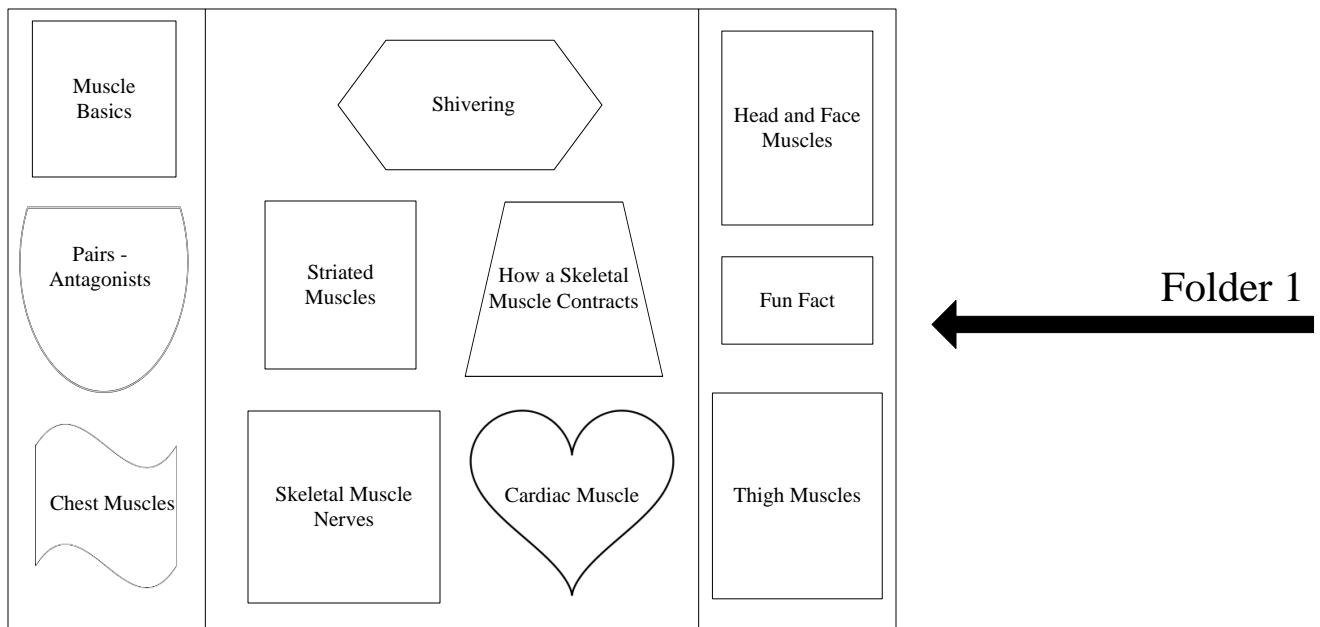 Muscle
Basics
Pairs -
Antagonists
Chest Muscles
Shivering
Striated
Muscles
How a Skeletal
Muscle Contracts
Skeletal Muscle
Nerves
Cardiac Muscle
Head and Face
Muscles
Fun Fact
Thigh Muscles
Folder 1